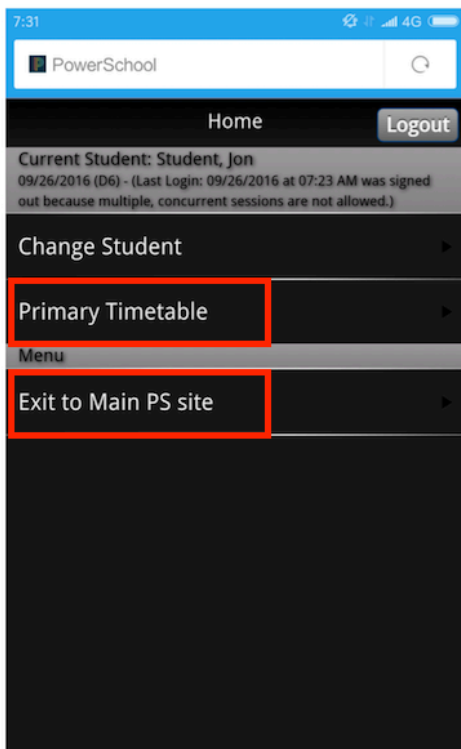 7:31 4G
PowerSchool
Home
Logout
Current Student: Student, Jon
09/26/2016 (D6) - (Last Login: 09/26/2016 at 07:23 AM was signed
out because multiple, concurrent sessions are not allowed.)
Change Student
Primary Timetable
Menu
Exit to Main PS site